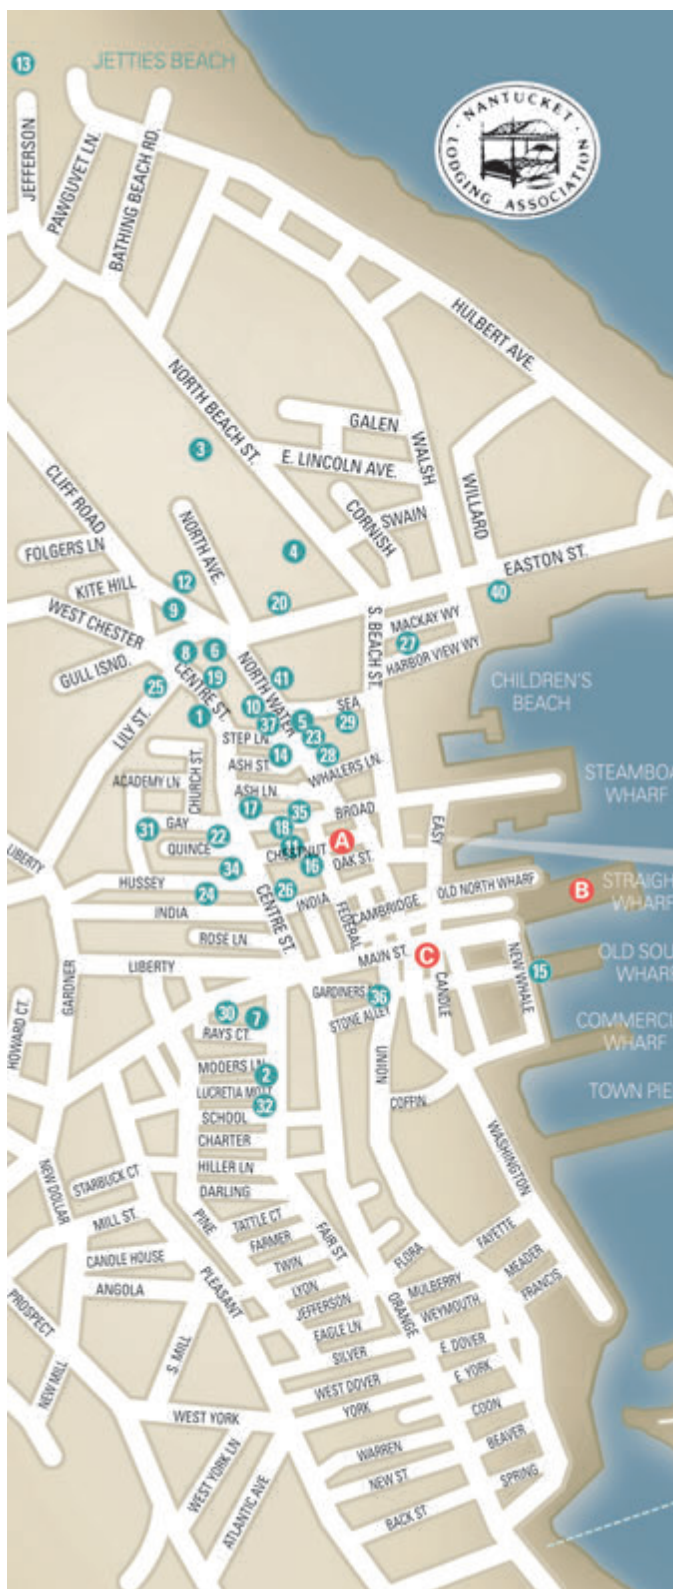 13
JETTIES BEACH
· NANTUCKET ·
LODGING ASSOCIATION
JEFFERSON
PAWGUVET LN.
BATHING BEACH RD.
HULBERT AVE.
NORTH BEACH ST.
GALEN
WALSH
3
E. LINCOLN AVE.
WILLARD
CLIFF ROAD
CORNISH
SWAIN
NORTH AVE.
FOLGERS LN
4
EASTON ST.
KITE HILL
12
40
9
20
WEST CHESTER
S. BEACH ST.
MACKAY WY
27
HARBOR VIEW WY
8
6
GULL ISND.
CENTRE ST.
19
NORTH WATER
41
CHILDREN'S
BEACH
25
LILY ST.
1
10
37
5
SEA
29
23
STEP LN
14
28
ASH ST
WHALERS LN.
STEAMBOA
WHARF
CHURCH ST.
ACADEMY LN
ASH LN.
17
35
BROAD
EASY
31
GAY
22
18
A
QUINCE
11
CHESTNUT
16
OAK ST.
LIBERTY
34
HUSSEY
24
26
OLD NORTH WHARF
B
STRAIGH
WHARF
INDIA
INDIA
FEDERAL
CAMBRIDGE
CENTRE ST.
ROSE LN.
MAIN ST.
C
NEW WHALE
15
OLD SOU
WHARF
LIBERTY
GARDNER
GARDINERS
36
CANDLE
30
7
STONE ALLEY
COMMERCI
WHARF
HOWARD CT.
RAYS CT.
UNION
MOOERS LN
2
LUCRETIA MOTT
32
COFFIN
TOWN PIE
SCHOOL
CHARTER
WASHINGTON
HILLER LN
NEW DOLLAR
STARBUCK CT
DARLING
MILL ST.
PINE
TATTLE CT
FAIR ST
FAYETTE
FARMER
FLORA
CANDLE HOUSE
TWIN
MEADER
ANGOLA
PLEASANT
LYON
MULBERRY
FRANCIS
JEFFERSON
ORANGE
WEYMOUTH
PROSPECT
EAGLE LN
S. MILL
SILVER
E. DOVER
NEW MILL
WEST DOVER
E. YORK
WEST YORK
YORK
COON
WARREN
BEAVER
WEST YORK LN
NEW ST.
SPRING
ATLANTIC AVE
BACK ST